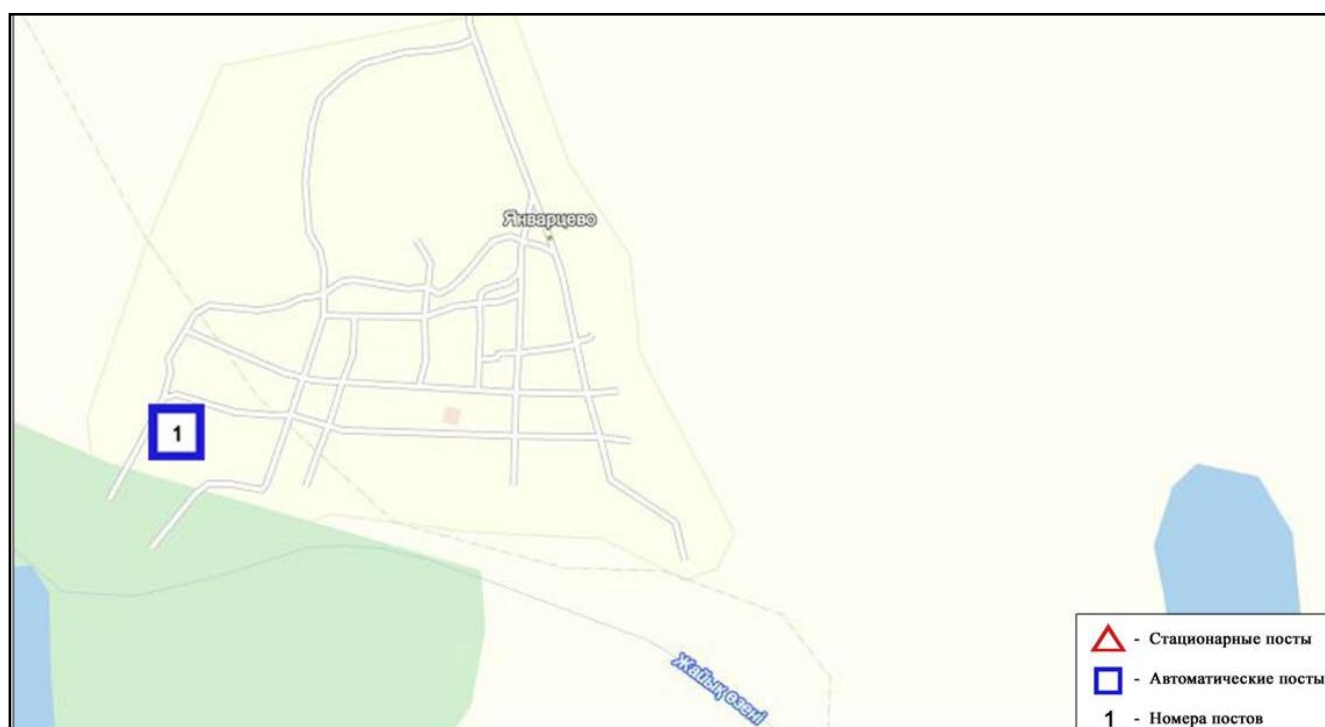 Январцево
1
Жайық өзені
- Стационарные посты
- Автоматические посты
1 - Номера постов